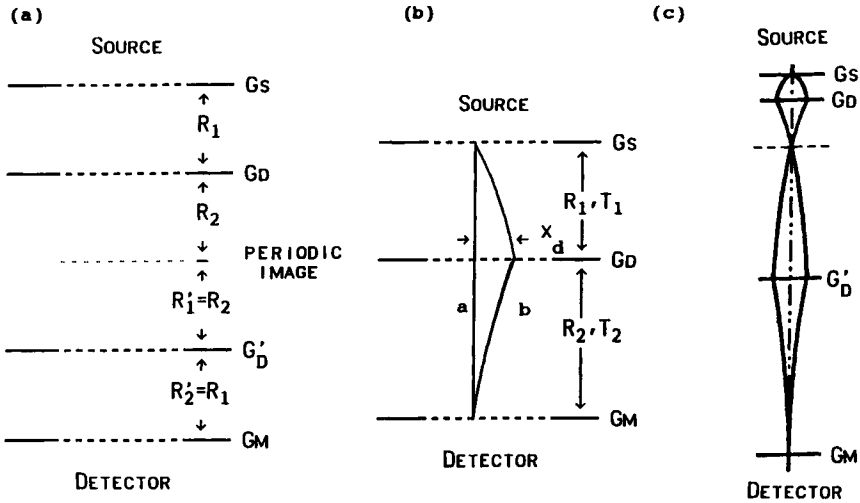 (a)
SOURCE
GS
R1
GD
R2
PERIODIC
IMAGE
R1'=R2
GD'
R2'=R1
GM
DETECTOR
(b)
SOURCE
GS
R1,T1
Xd
GD
a
b
R2,T2
GM
DETECTOR
(c)
SOURCE
GS
GD
GD'
GM
DETECTOR